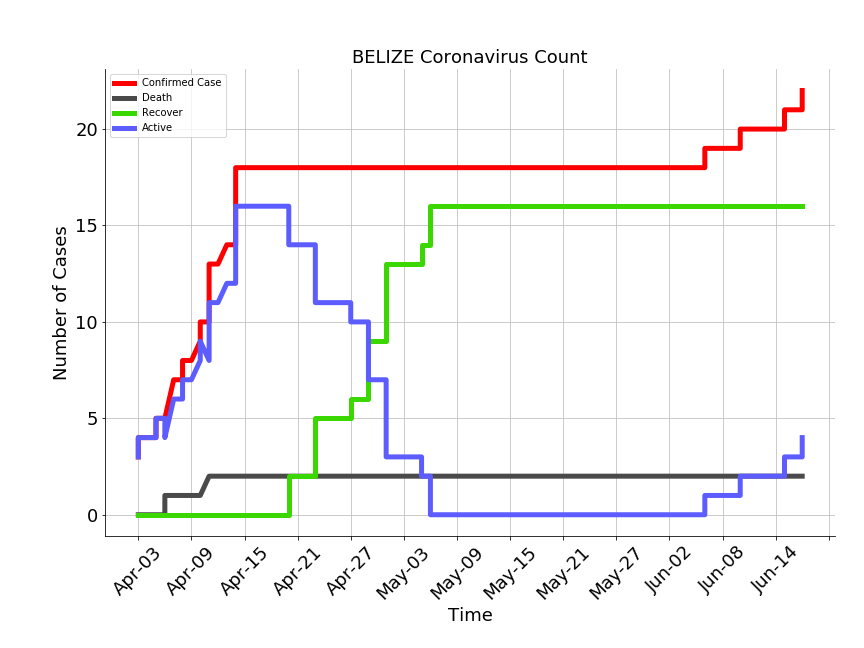 BELIZE Coronavirus Count
Confirmed Case
Death
Recover
Active
Number of Cases
20
15
10
5
0
Apr-03
Apr-09
Apr-15
Apr-21
Apr-27
May-03
May-09
May-15
May-21
May-27
Jun-02
Jun-08
Jun-14
Time